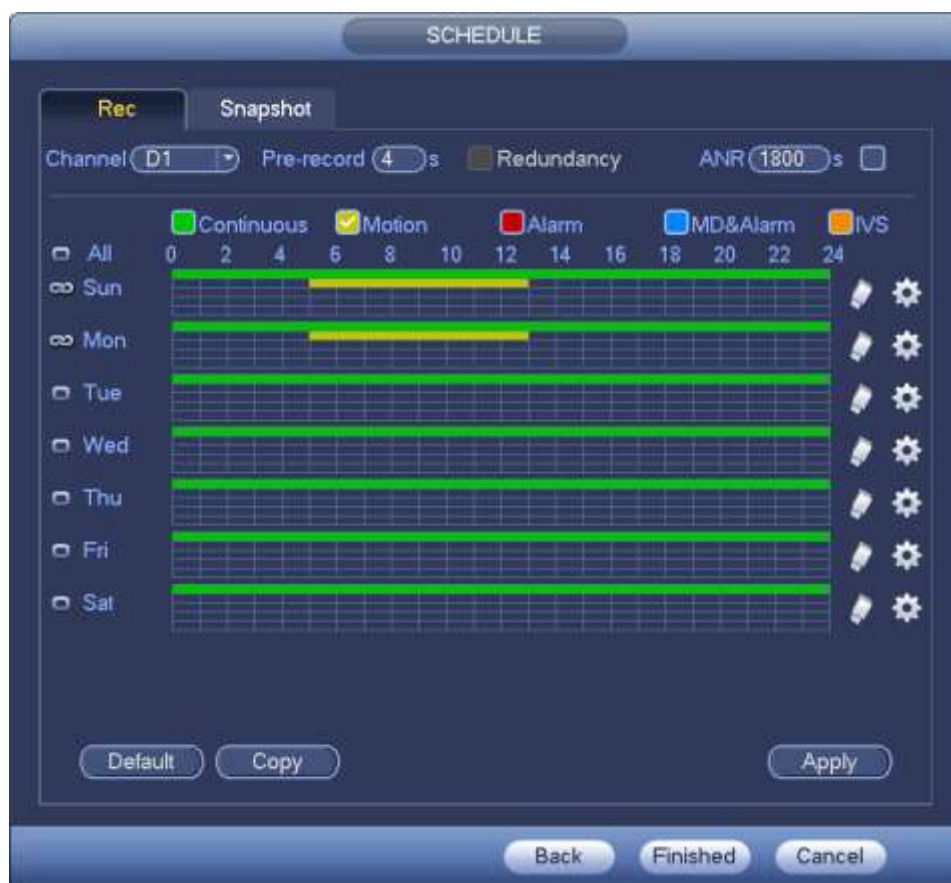 SCHEDULE
Rec Snapshot
Channel D1 Pre-record 4 s Redundancy ANR 1800 s
Continuous Motion Alarm MD&Alarm IVS
All 0 2 4 6 8 10 12 14 16 18 20 22 24
Sun
Mon
Tue
Wed
Thu
Fri
Sat
Default Copy Apply
Back Finished Cancel